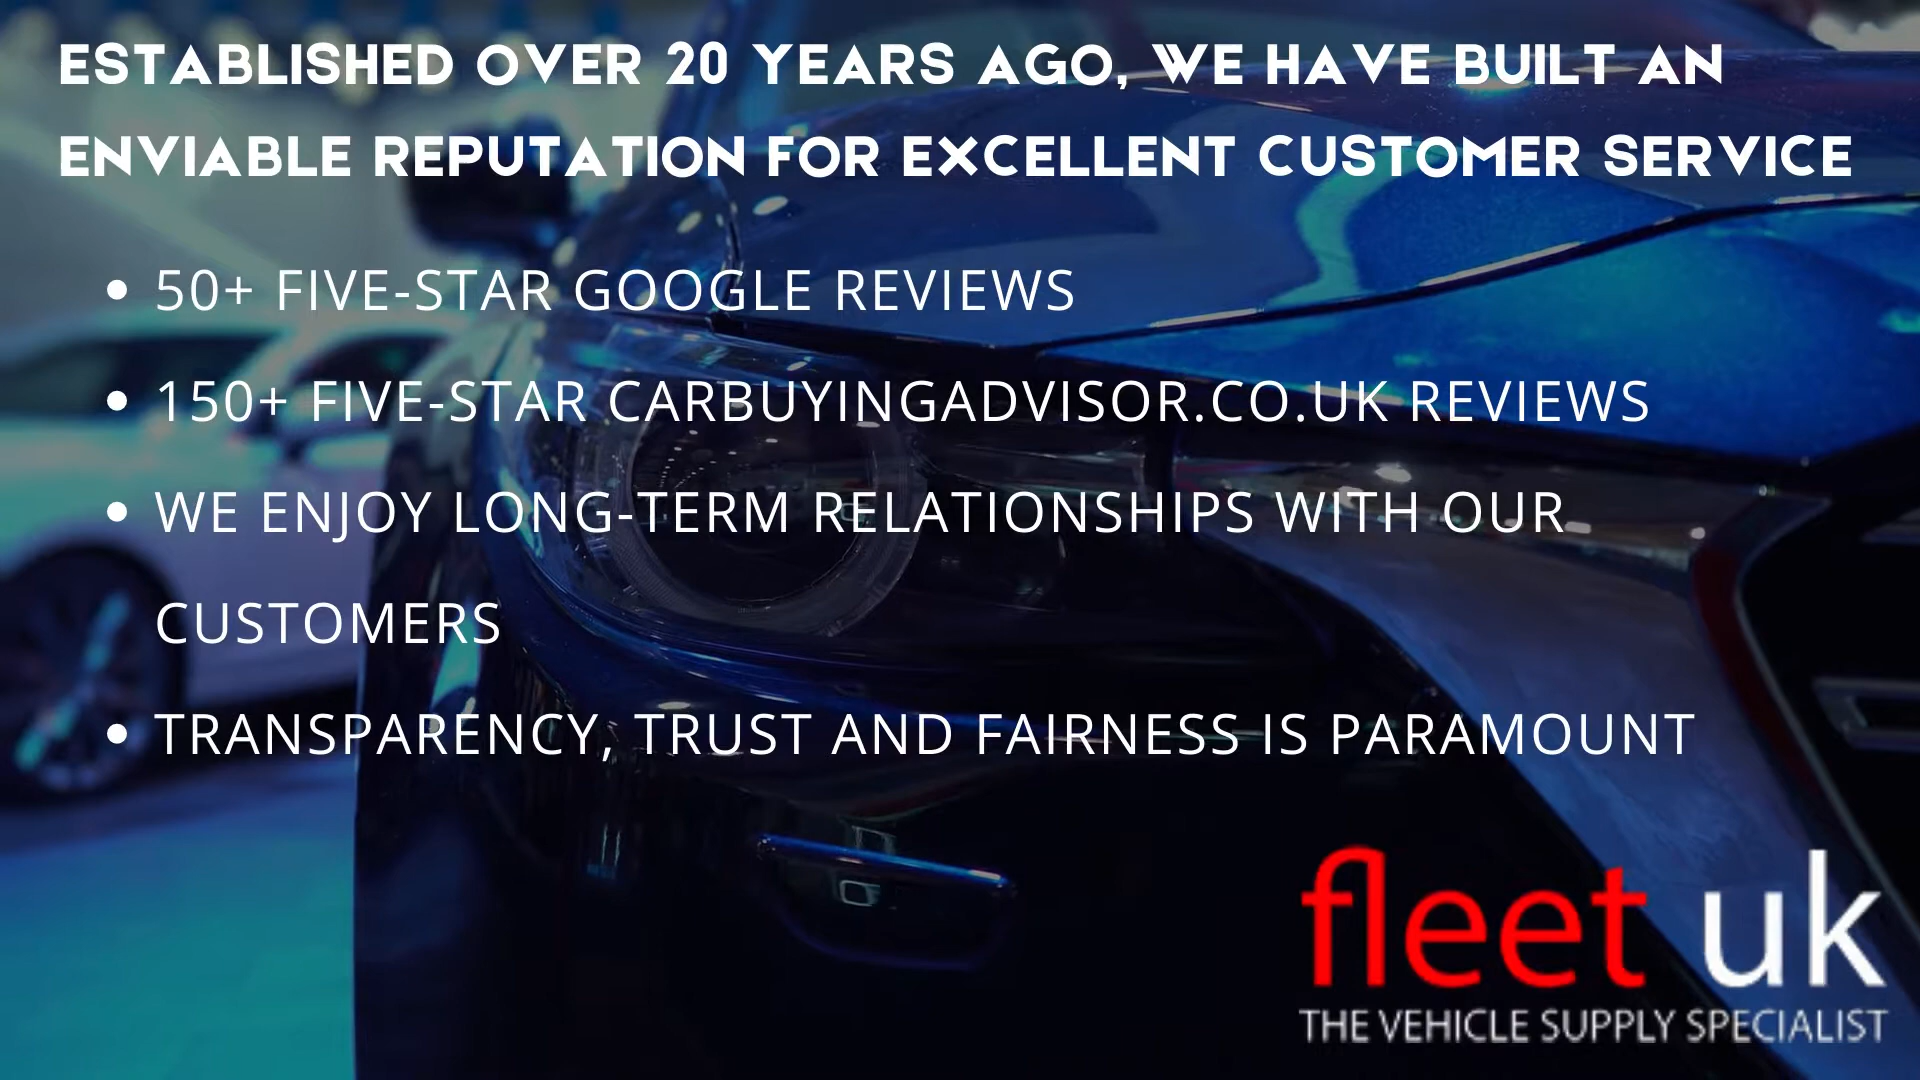 ESTABLISHED OVER 20 YEARS AGO, WE HAVE BUILT AN
ENVIABLE REPUTATION FOR EXCELLENT CUSTOMER SERVICE
• 50+ FIVE-STAR GOOGLE REVIEWS
• 150+ FIVE-STAR CARBUYINGADVISOR.CO.UK REVIEWS
• WE ENJOY LONG-TERM RELATIONSHIPS WITH OUR
CUSTOMERS
• TRANSPARENCY, TRUST AND FAIRNESS IS PARAMOUNT
fleet uk
THE VEHICLE SUPPLY SPECIALIST